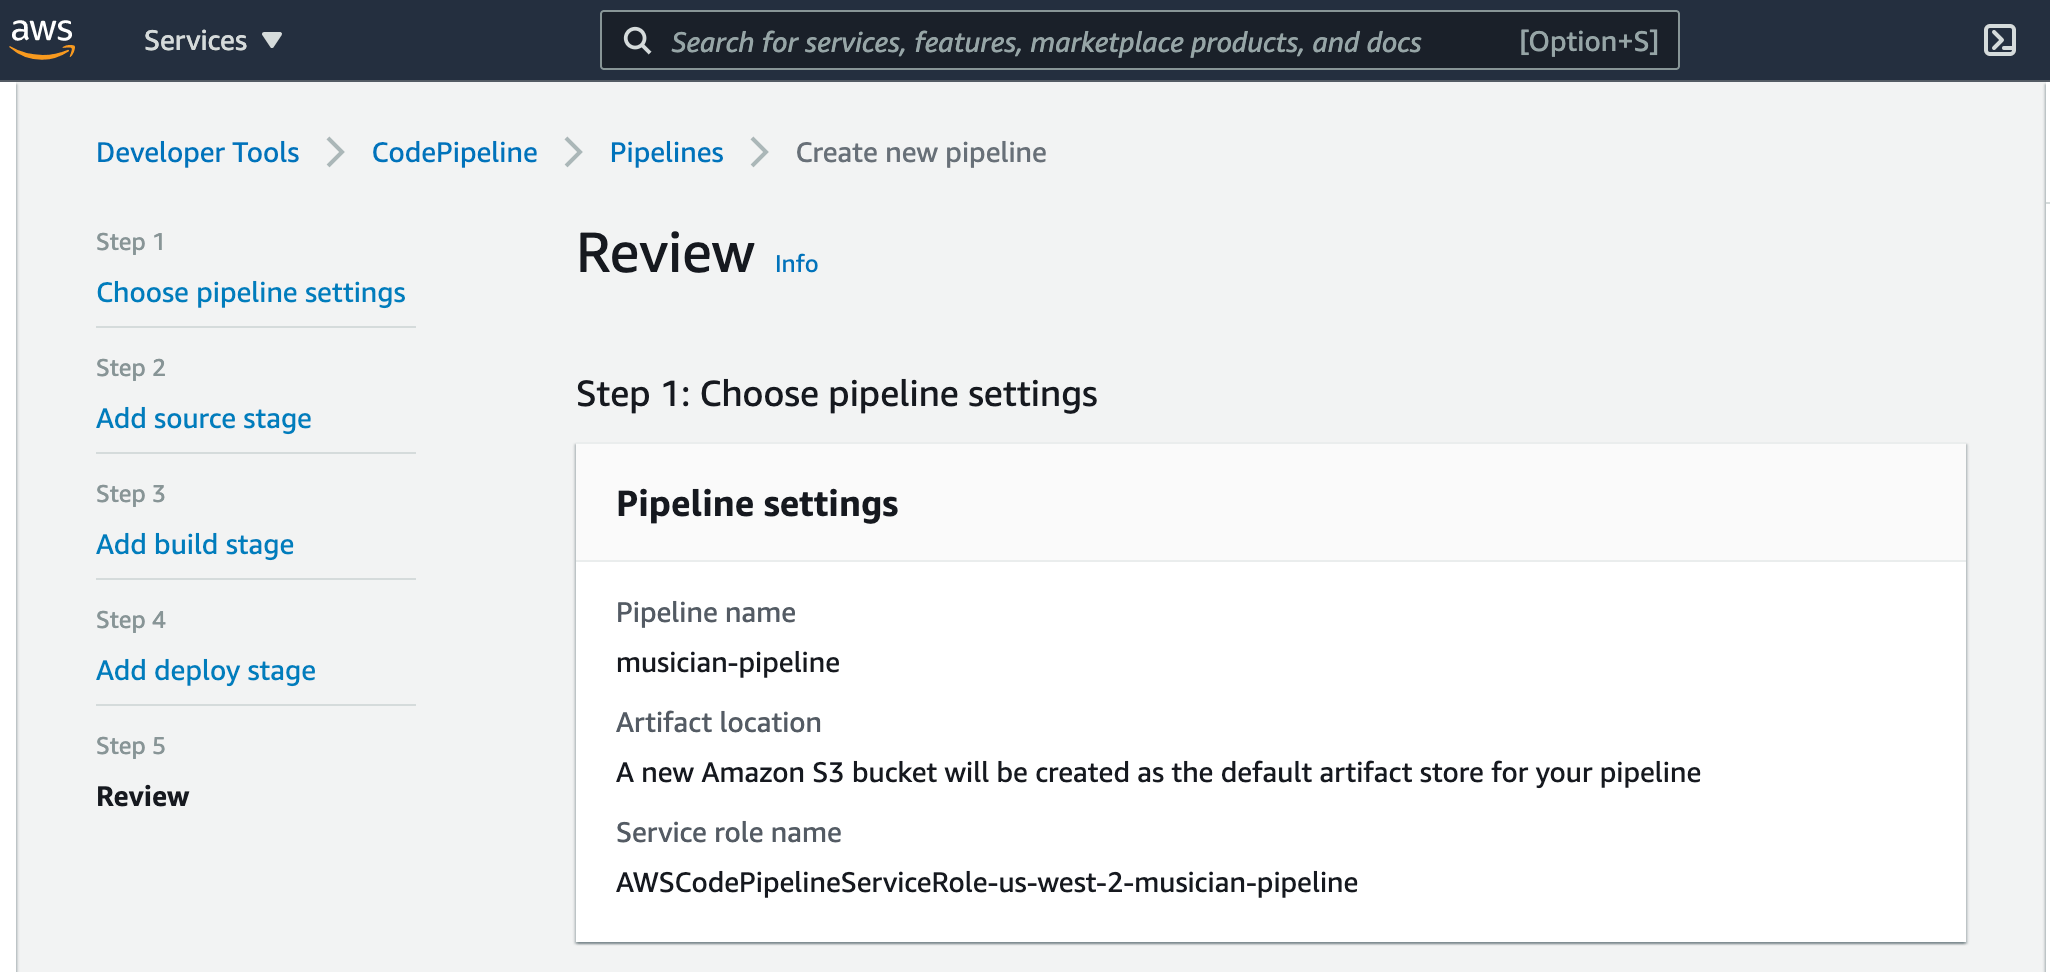 aws
Services
Search for services, features, marketplace products, and docs [Option+S]
Developer Tools
CodePipeline
Pipelines
Create new pipeline
Step 1
Choose pipeline settings
Step 2
Add source stage
Step 3
Add build stage
Step 4
Add deploy stage
Step 5
Review
Review Info
Step 1: Choose pipeline settings
Pipeline settings
Pipeline name
musician-pipeline
Artifact location
A new Amazon S3 bucket will be created as the default artifact store for your pipeline
Service role name
AWSCodePipelineServiceRole-us-west-2-musician-pipeline